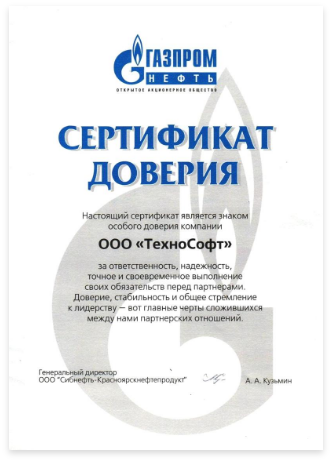 ГАЗПРОМ
НЕФТЬ
ОТКРЫТОЕ АКЦИОНЕРНОЕ ОБЩЕСТВО
СЕРТИФИКАТ
ДОВЕРИЯ
Настоящий сертификат является знаком
особого доверия компании
ООО «ТехноСофт»
за ответственность, надежность,
точное и своевременное выполнение
своих обязательств перед партнерами.
Доверие, стабильность и общее стремление
к лидерству – вот главные черты сложившихся
между нами партнерских отношений.
Генеральный директор
ООО "Сибнефть-Красноярскнефтепродукт"
А. А. Кузьмин